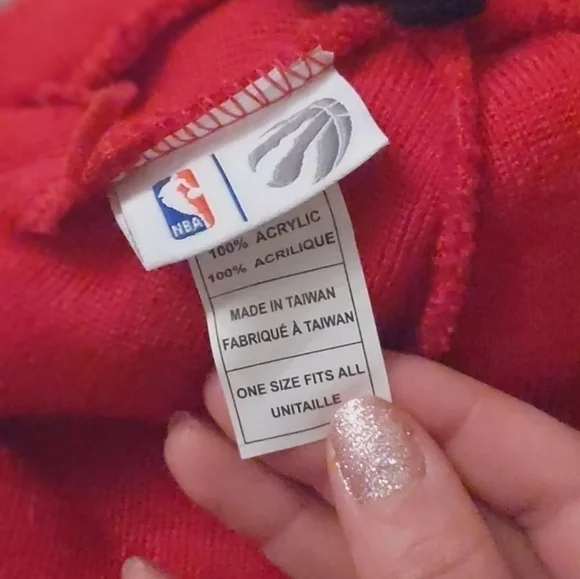 NBA
100% ACRYLIC
100% ACRILIQUE
MADE IN TAIWAN
FABRIQUÉ À TAIWAN
ONE SIZE FITS ALL
UNITAILLE